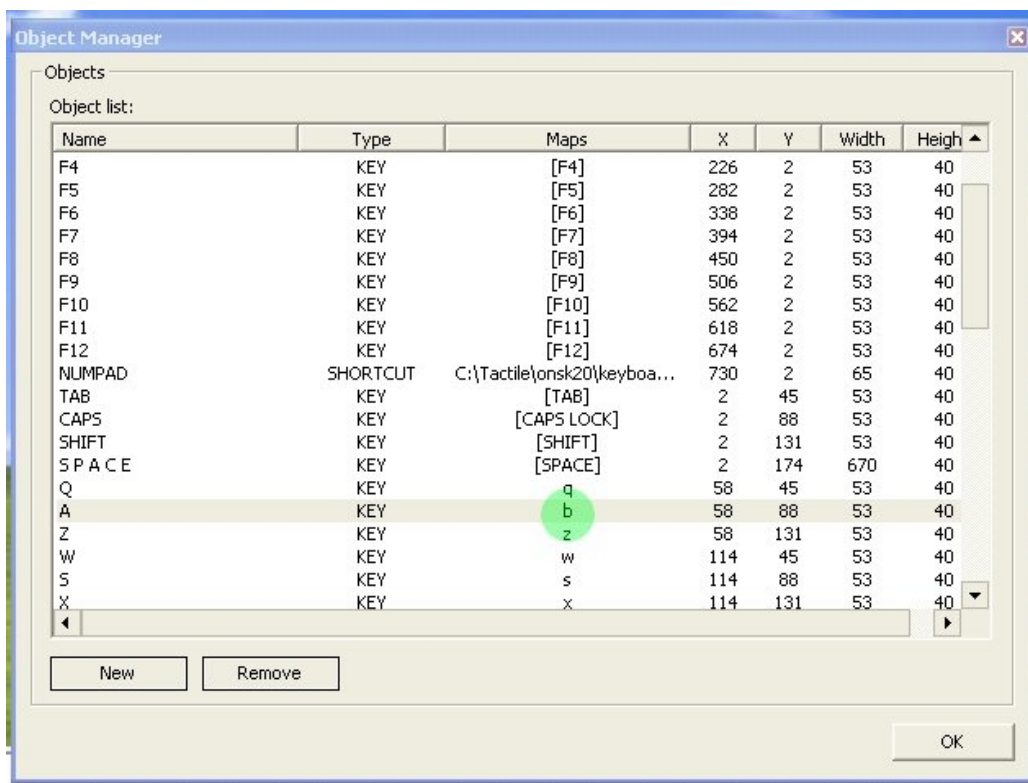 Object Manager
Objects
Object list:
Name Type Maps X Y Width Heigh
F4 KEY [F4] 226 2 53 40
F5 KEY [F5] 282 2 53 40
F6 KEY [F6] 338 2 53 40
F7 KEY [F7] 394 2 53 40
F8 KEY [F8] 450 2 53 40
F9 KEY [F9] 506 2 53 40
F10 KEY [F10] 562 2 53 40
F11 KEY [F11] 618 2 53 40
F12 KEY [F12] 674 2 53 40
NUMPAD SHORTCUT C:\Tactile\onsk20\keyboa... 730 2 65 40
TAB KEY [TAB] 2 45 53 40
CAPS KEY [CAPS LOCK] 2 88 53 40
SHIFT KEY [SHIFT] 2 131 53 40
S P A C E KEY [SPACE] 2 174 670 40
Q KEY q 58 45 53 40
A KEY b 58 88 53 40
Z KEY z 58 131 53 40
W KEY w 114 45 53 40
S KEY s 114 88 53 40
X KEY x 114 131 53 40
New Remove
OK